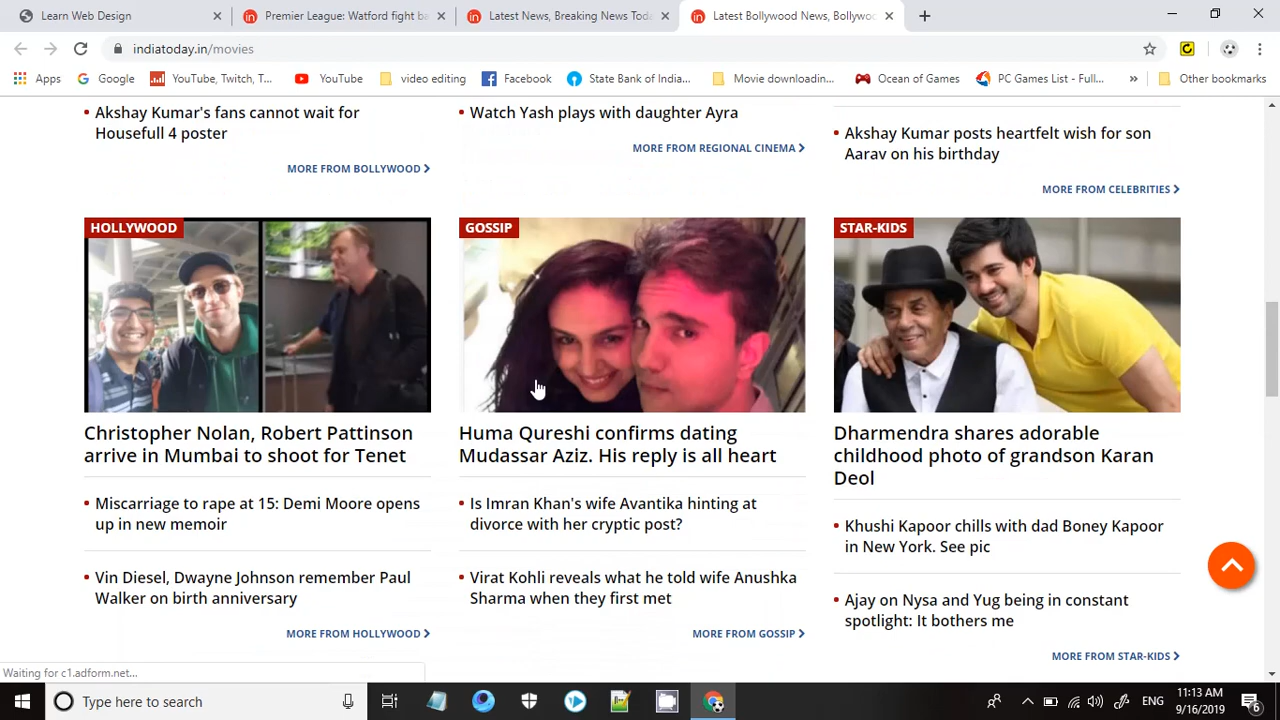 Learn Web Design
Premier League: Watford fight ba
Latest News, Breaking News Toda
Latest Bollywood News, Bollywoo
indiatoday.in/movies
Apps
Google
YouTube, Twitch, T...
YouTube
video editing
Facebook
State Bank of India...
Movie downloadin...
Ocean of Games
PC Games List - Full...
»
Other bookmarks
Akshay Kumar's fans cannot wait for
Housefull 4 poster
MORE FROM BOLLYWOOD
Watch Yash plays with daughter Ayra
MORE FROM REGIONAL CINEMA
Akshay Kumar posts heartfelt wish for son
Aarav on his birthday
MORE FROM CELEBRITIES
HOLLYWOOD
Christopher Nolan, Robert Pattinson
arrive in Mumbai to shoot for Tenet
Miscarriage to rape at 15: Demi Moore opens
up in new memoir
Vin Diesel, Dwayne Johnson remember Paul
Walker on birth anniversary
MORE FROM HOLLYWOOD
GOSSIP
Huma Qureshi confirms dating
Mudassar Aziz. His reply is all heart
Is Imran Khan's wife Avantika hinting at
divorce with her cryptic post?
Virat Kohli reveals what he told wife Anushka
Sharma when they first met
MORE FROM GOSSIP
STAR-KIDS
Dharmendra shares adorable
childhood photo of grandson Karan
Deol
Khushi Kapoor chills with dad Boney Kapoor
in New York. See pic
Ajay on Nysa and Yug being in constant
spotlight: It bothers me
MORE FROM STAR-KIDS
Waiting for c1.adform.net...
Type here to search
ENG
11:13 AM
9/16/2019
6